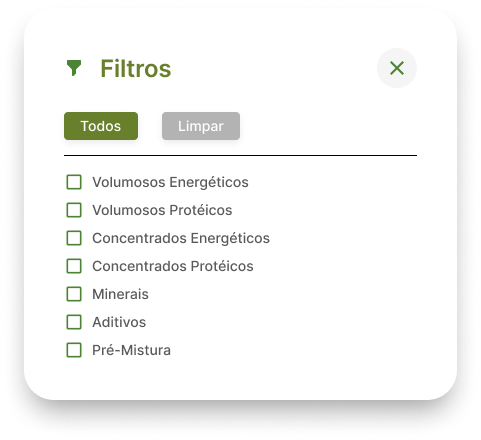 Filtros
Todos Limpar
Volumosos Energéticos
Volumosos Protéicos
Concentrados Energéticos
Concentrados Protéicos
Minerais
Aditivos
Pré-Mistura